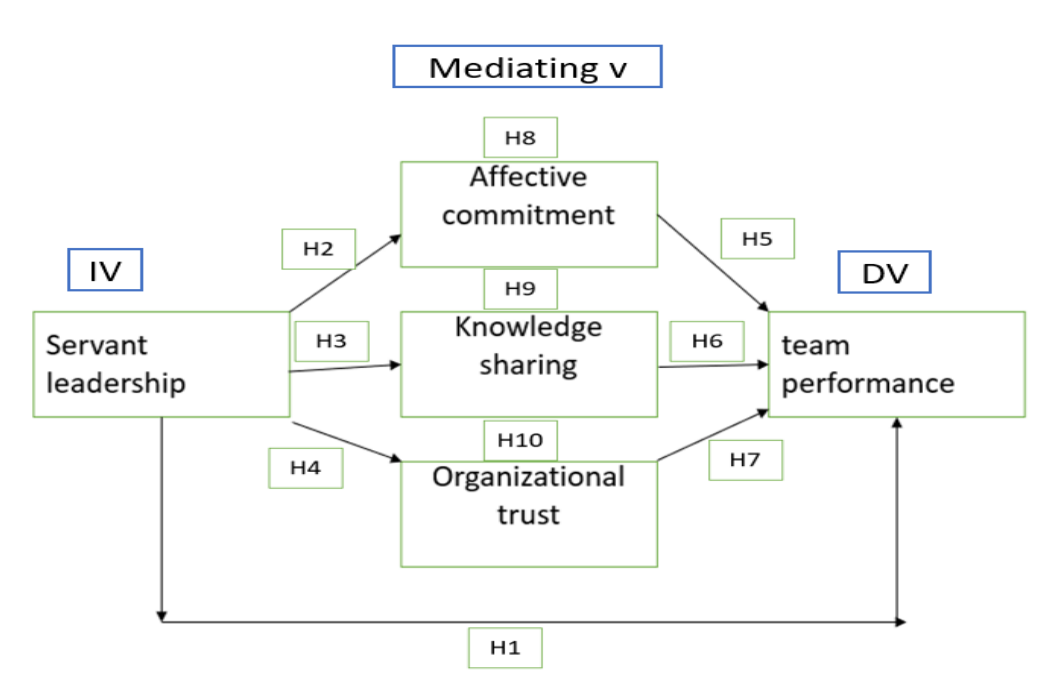 Mediating v
H8
Affective
commitment
H2
H5
IV
DV
H9
Servant
leadership
H3
Knowledge
sharing
H6
team
performance
H10
H4
Organizational
trust
H7
H1